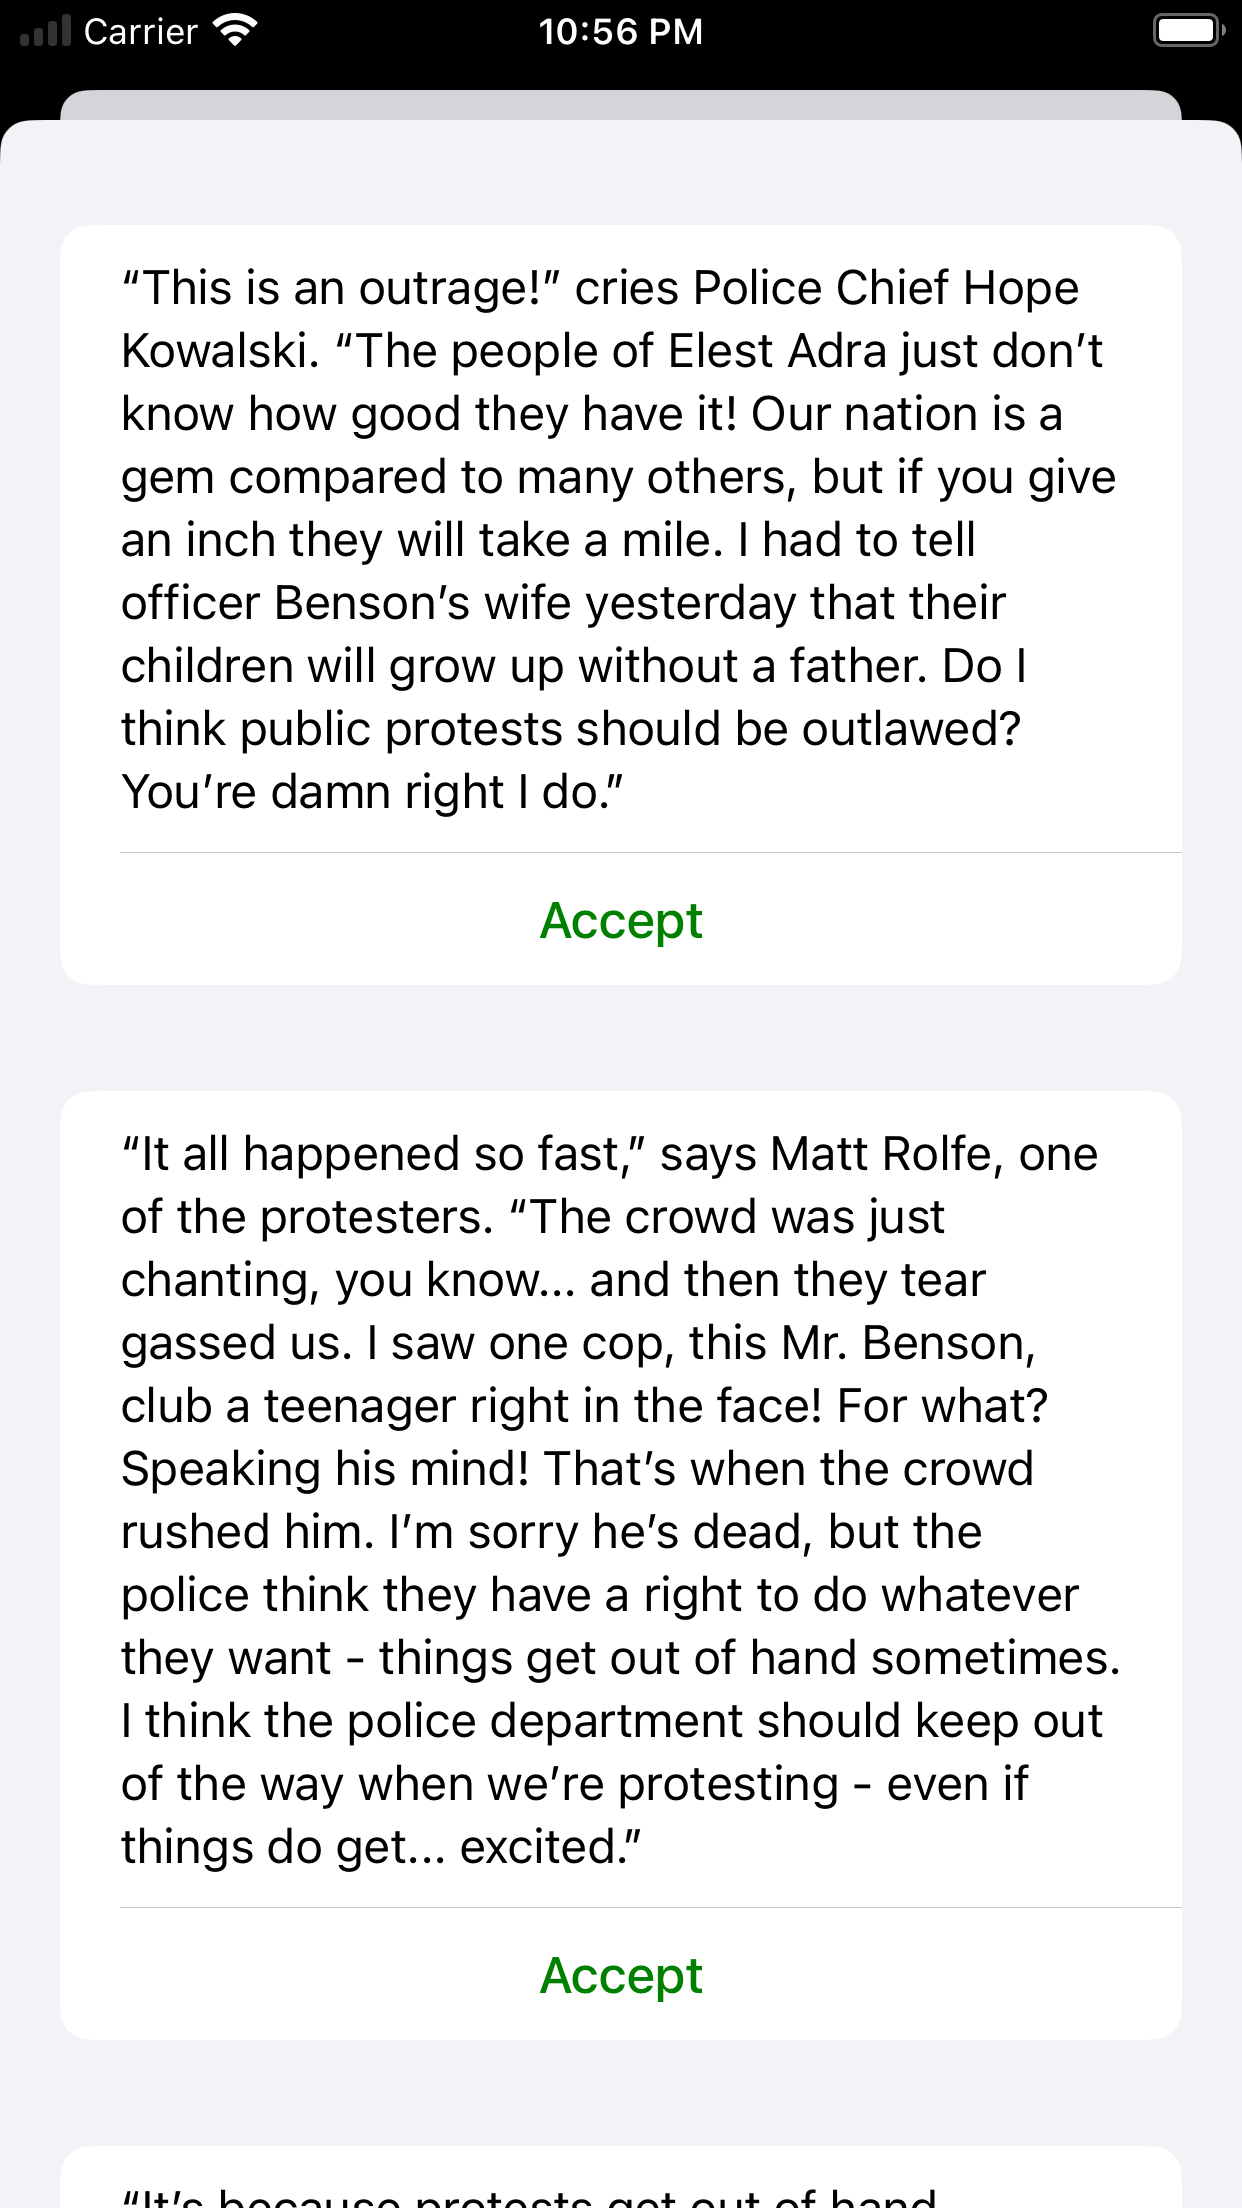 Carrier
10:56 PM
“This is an outrage!” cries Police Chief Hope
Kowalski. “The people of Elest Adra just don’t
know how good they have it! Our nation is a
gem compared to many others, but if you give
an inch they will take a mile. I had to tell
officer Benson’s wife yesterday that their
children will grow up without a father. Do I
think public protests should be outlawed?
You’re damn right I do.”
Accept
“It all happened so fast,” says Matt Rolfe, one
of the protesters. “The crowd was just
chanting, you know... and then they tear
gassed us. I saw one cop, this Mr. Benson,
club a teenager right in the face! For what?
Speaking his mind! That’s when the crowd
rushed him. I’m sorry he’s dead, but the
police think they have a right to do whatever
they want - things get out of hand sometimes.
I think the police department should keep out
of the way when we’re protesting - even if
things do get... excited.”
Accept
“It’s because protests get out of hand